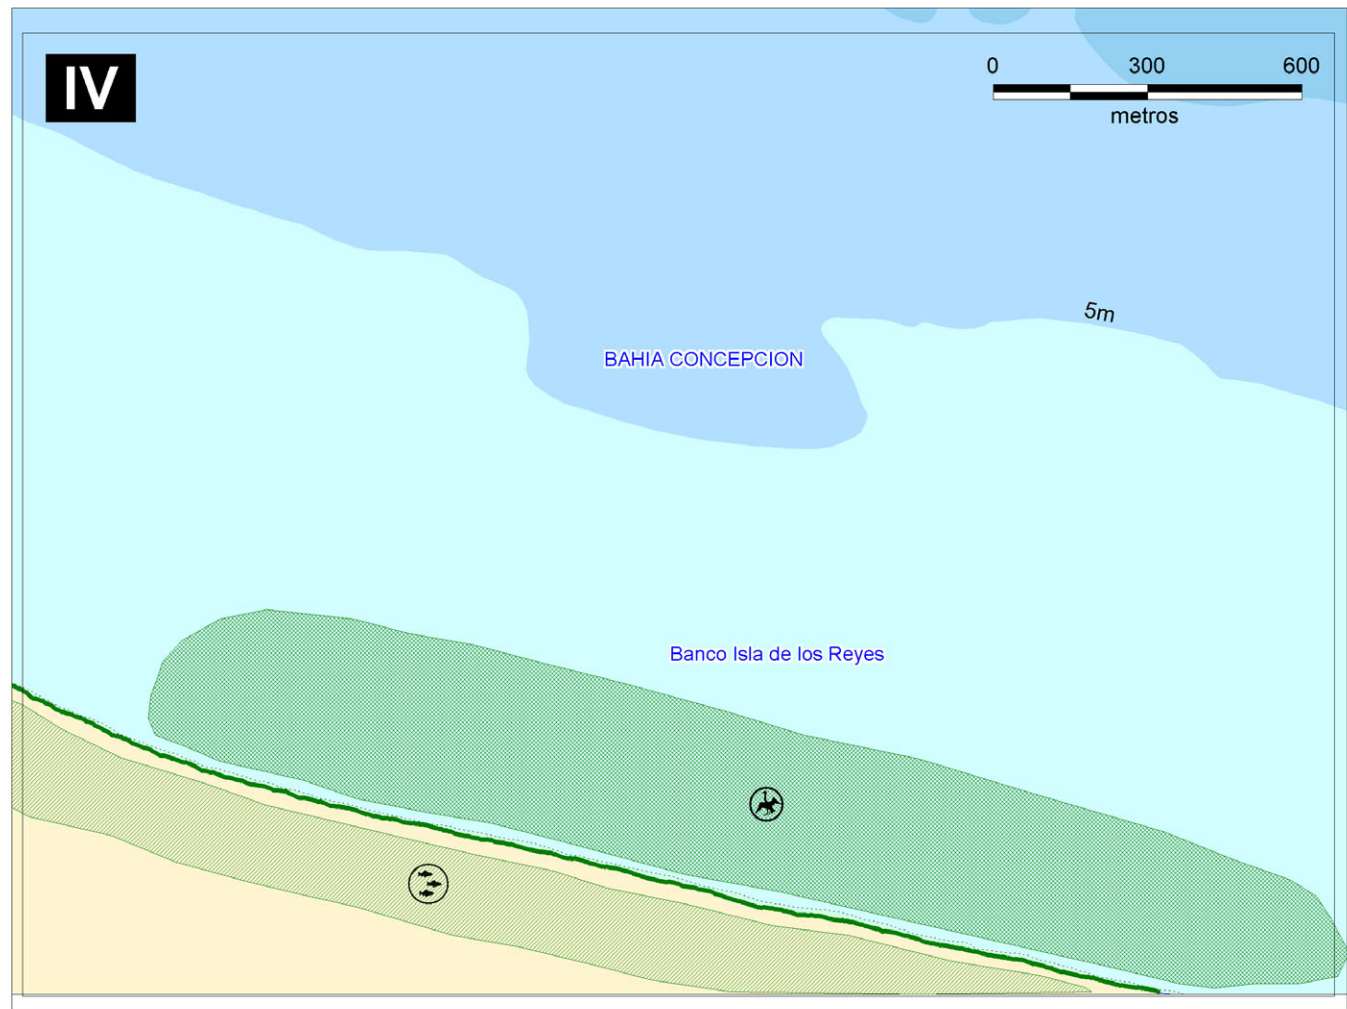 IV
0 300 600
metros
5m
BAHIA CONCEPCION
Banco Isla de los Reyes